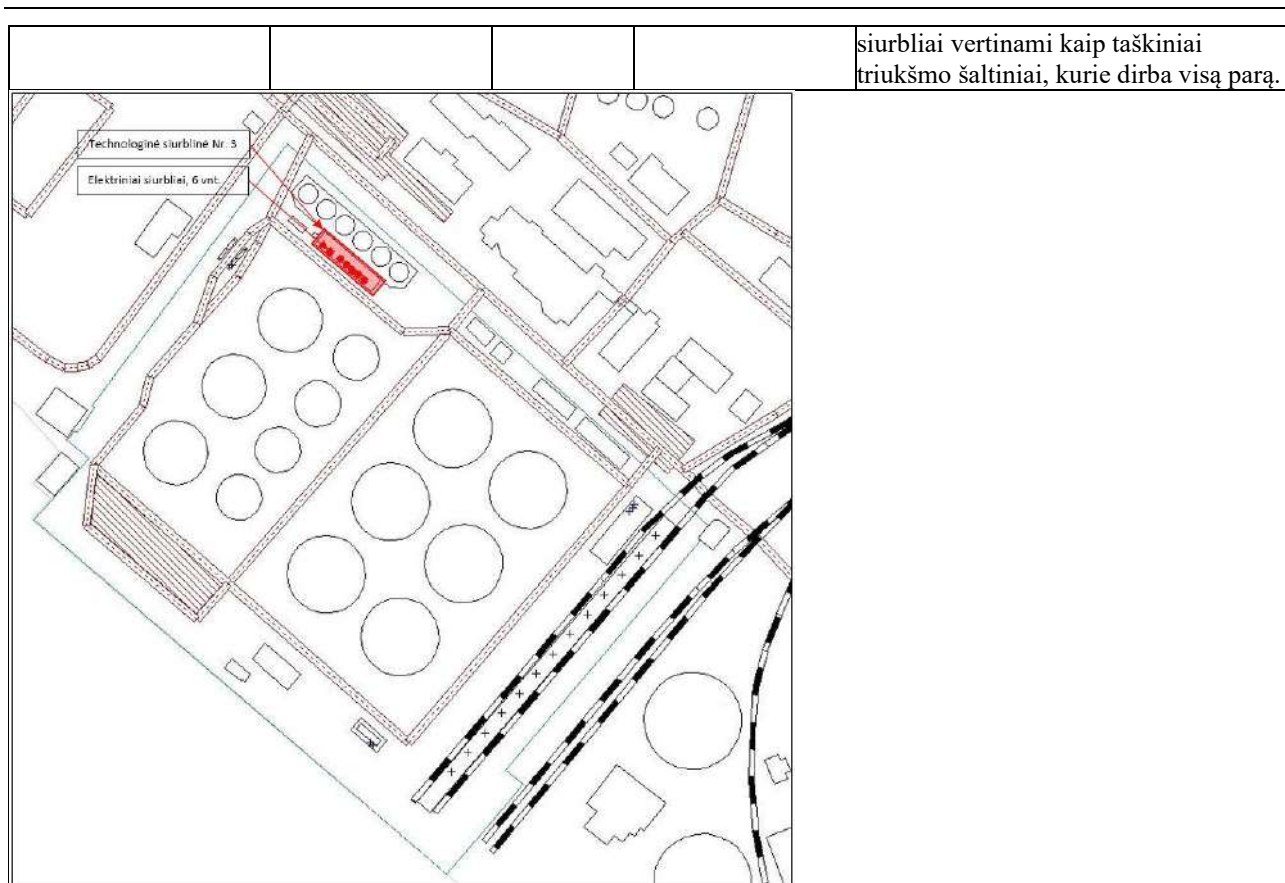 siurbliai vertinami kaip taškiniai
triukšmo šaltiniai, kurie dirba visą parą.
Technologinė siurblinė Nr. 3
Elektriniai siurbliai, 6 vnt.